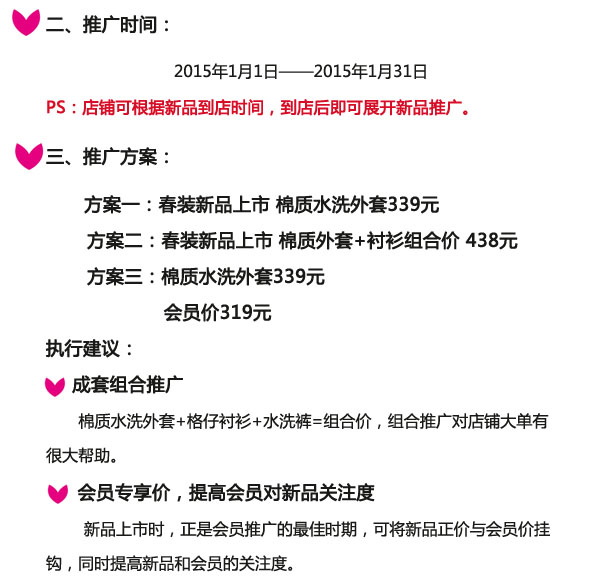 二、推广时间：
2015年1月1日——2015年1月31日
PS：店铺可根据新品到店时间，到店后即可展开新品推广。
三、推广方案：
方案一：春装新品上市 棉质水洗外套339元
方案二：春装新品上市 棉质外套+衬衫组合价 438元
方案三：棉质水洗外套339元
会员价319元
执行建议：
成套组合推广
棉质水洗外套+格仔衬衫+水洗裤=组合价，组合推广对店铺大单有
很大帮助。
会员专享价，提高会员对新品关注度
新品上市时，正是会员推广的最佳时期，可将新品正价与会员价挂
钩，同时提高新品和会员的关注度。